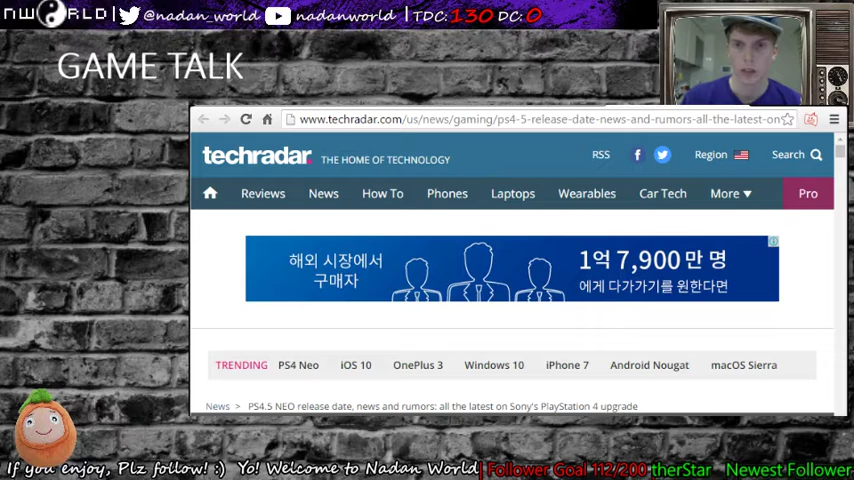 NW RLD | @nadan_world | nadanworld | TDC: 130 DC: 0
GAME TALK
www.techradar.com/us/news/gaming/ps4-5-release-date-news-and-rumors-all-the-latest-on
techradar. THE HOME OF TECHNOLOGY RSS Region Search
Reviews News How To Phones Laptops Wearables Car Tech More Pro
해외 시장에서
구매자
1억 7,900만 명
에게 다가가기를 원한다면
TRENDING PS4 Neo iOS 10 OnePlus 3 Windows 10 iPhone 7 Android Nougat macOS Sierra
News > PS4.5 NEO release date, news and rumors: all the latest on Sony's PlayStation 4 upgrade
If you enjoy, Plz follow! :) Yo! Welcome to Nadan World | Follower Goal 112/200 therStar Newest Follower